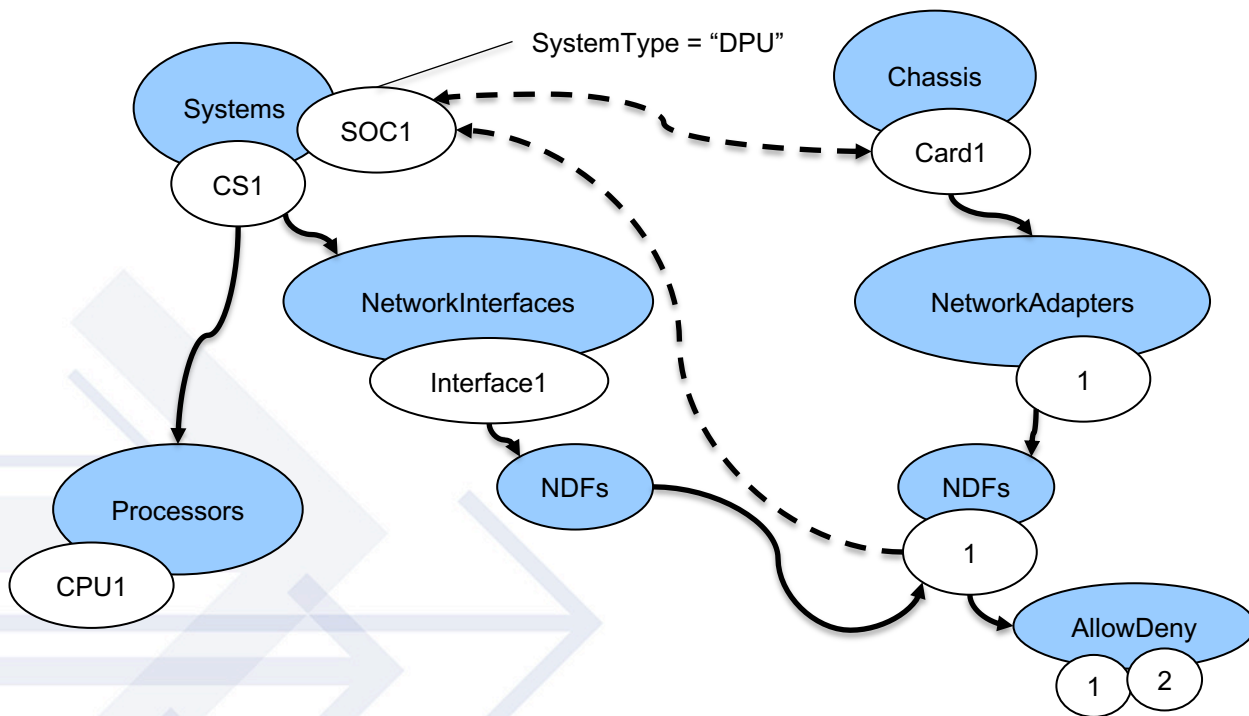 SystemType = “DPU”
Systems
SOC1
CS1
Chassis
Card1
NetworkInterfaces
Interface1
NetworkAdapters
1
NDFs
NDFs
1
Processors
CPU1
AllowDeny
1
2